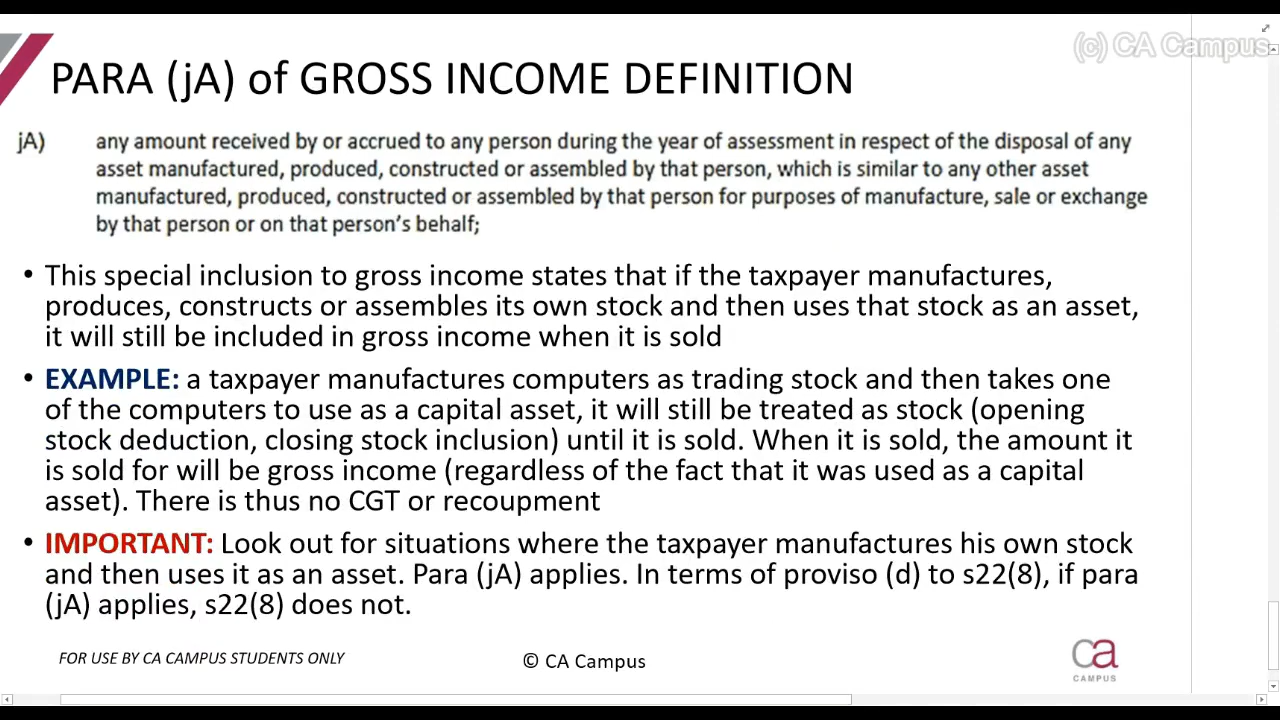 (c) CA Campus
PARA (jA) of GROSS INCOME DEFINITION
jA) any amount received by or accrued to any person during the year of assessment in respect of the disposal of any
asset manufactured, produced, constructed or assembled by that person, which is similar to any other asset
manufactured, produced, constructed or assembled by that person for purposes of manufacture, sale or exchange
by that person or on that person's behalf;
• This special inclusion to gross income states that if the taxpayer manufactures,
produces, constructs or assembles its own stock and then uses that stock as an asset,
it will still be included in gross income when it is sold
• EXAMPLE: a taxpayer manufactures computers as trading stock and then takes one
of the computers to use as a capital asset, it will still be treated as stock (opening
stock deduction, closing stock inclusion) until it is sold. When it is sold, the amount it
is sold for will be gross income (regardless of the fact that it was used as a capital
asset). There is thus no CGT or recoupment
• IMPORTANT: Look out for situations where the taxpayer manufactures his own stock
and then uses it as an asset. Para (jA) applies. In terms of proviso (d) to s22(8), if para
(jA) applies, s22(8) does not.
FOR USE BY CA CAMPUS STUDENTS ONLY
© CA Campus
ca
CAMPUS